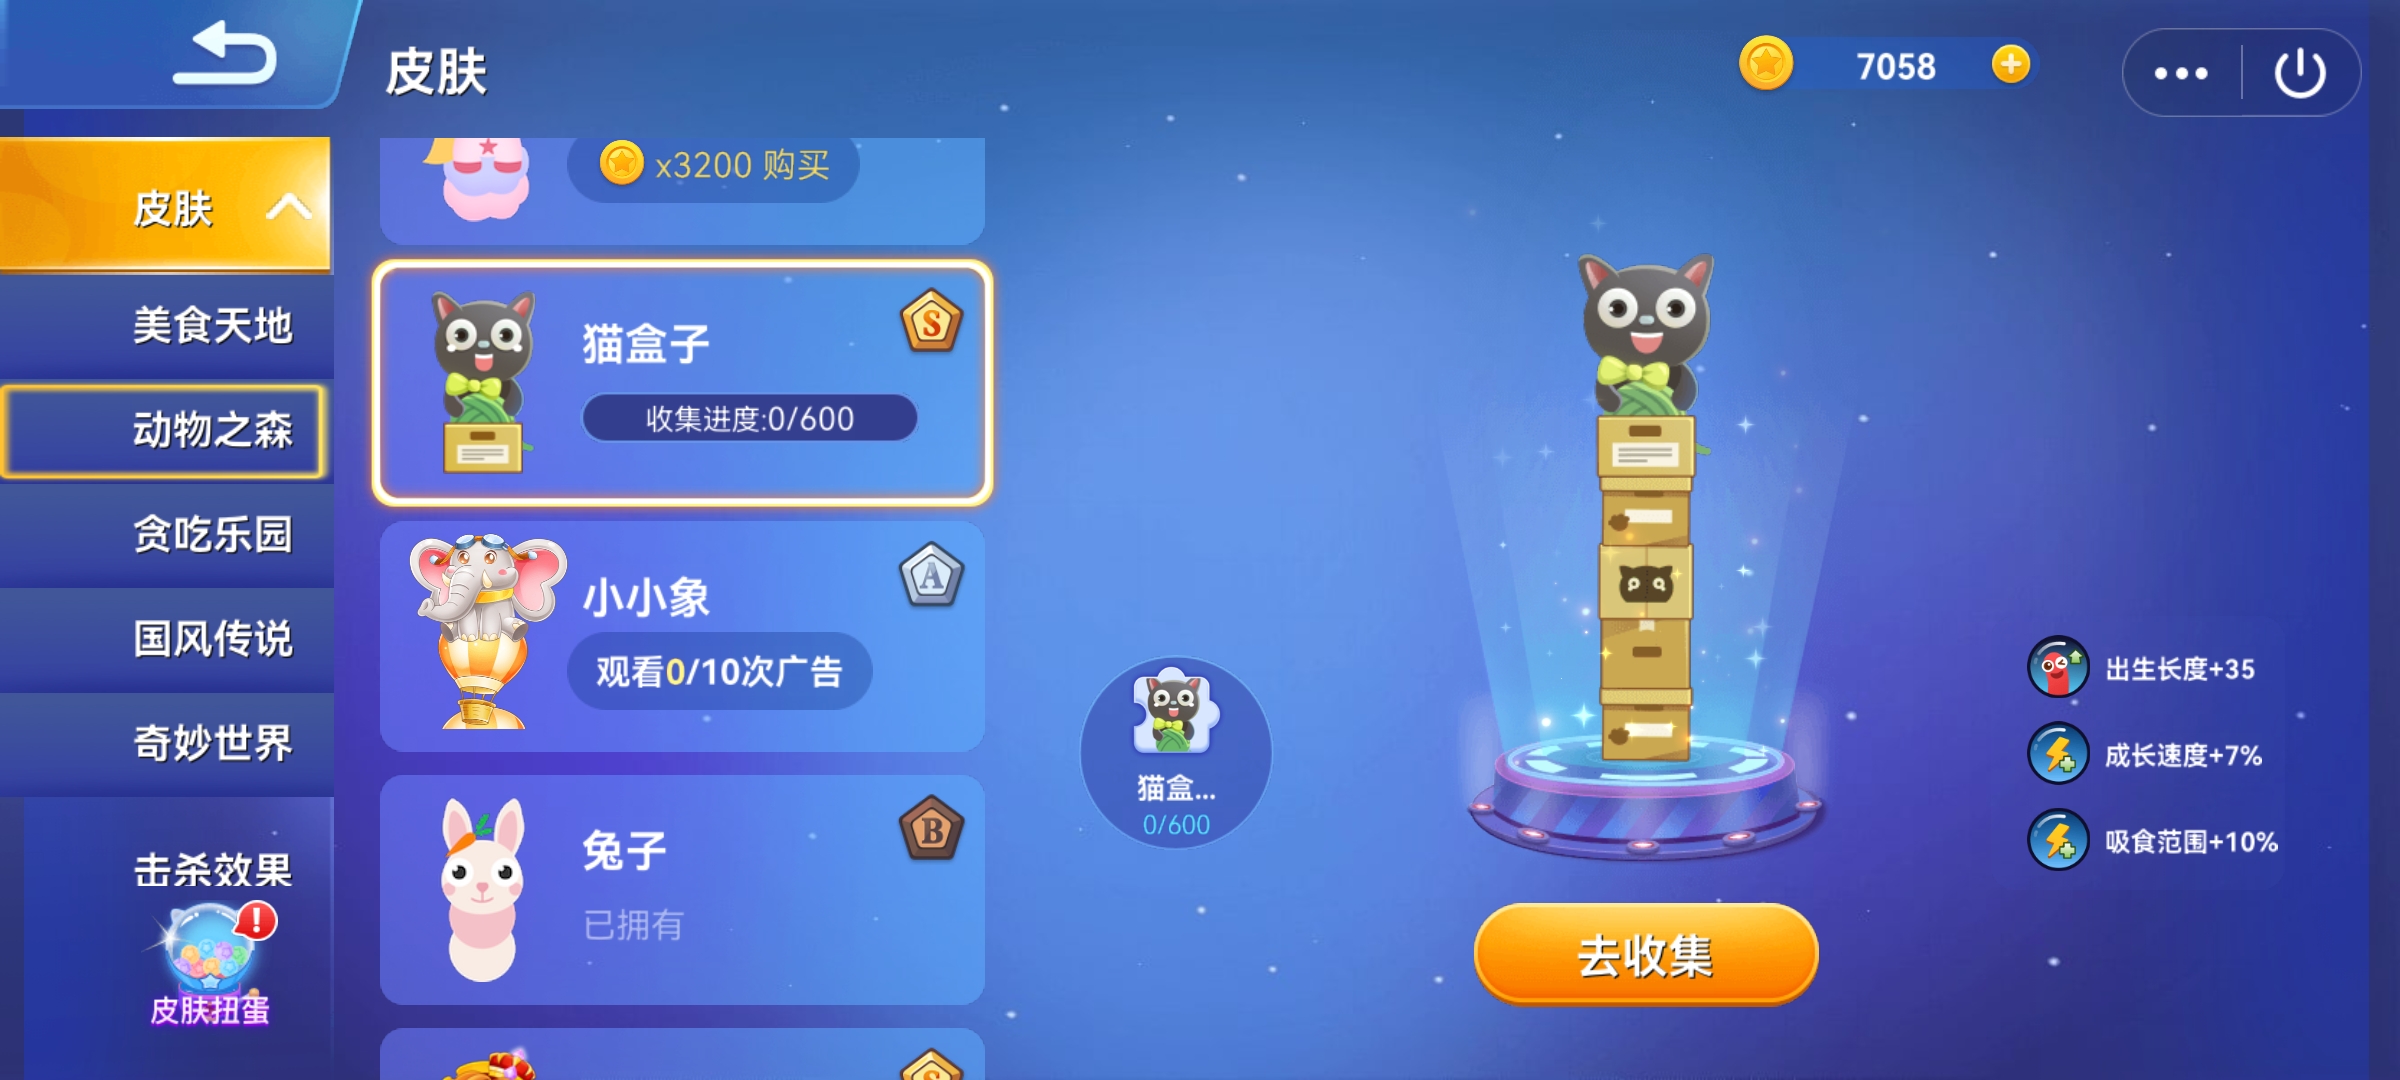 皮肤
7058
皮肤
美食天地
动物之森
贪吃乐园
国风传说
奇妙世界
击杀效果
皮肤扭蛋
x3200 购买
猫盒子
S
收集进度:0/600
小小象
A
观看0/10次广告
兔子
B
已拥有
S
猫盒...
0/600
出生长度+35
成长速度+7%
吸食范围+10%
去收集